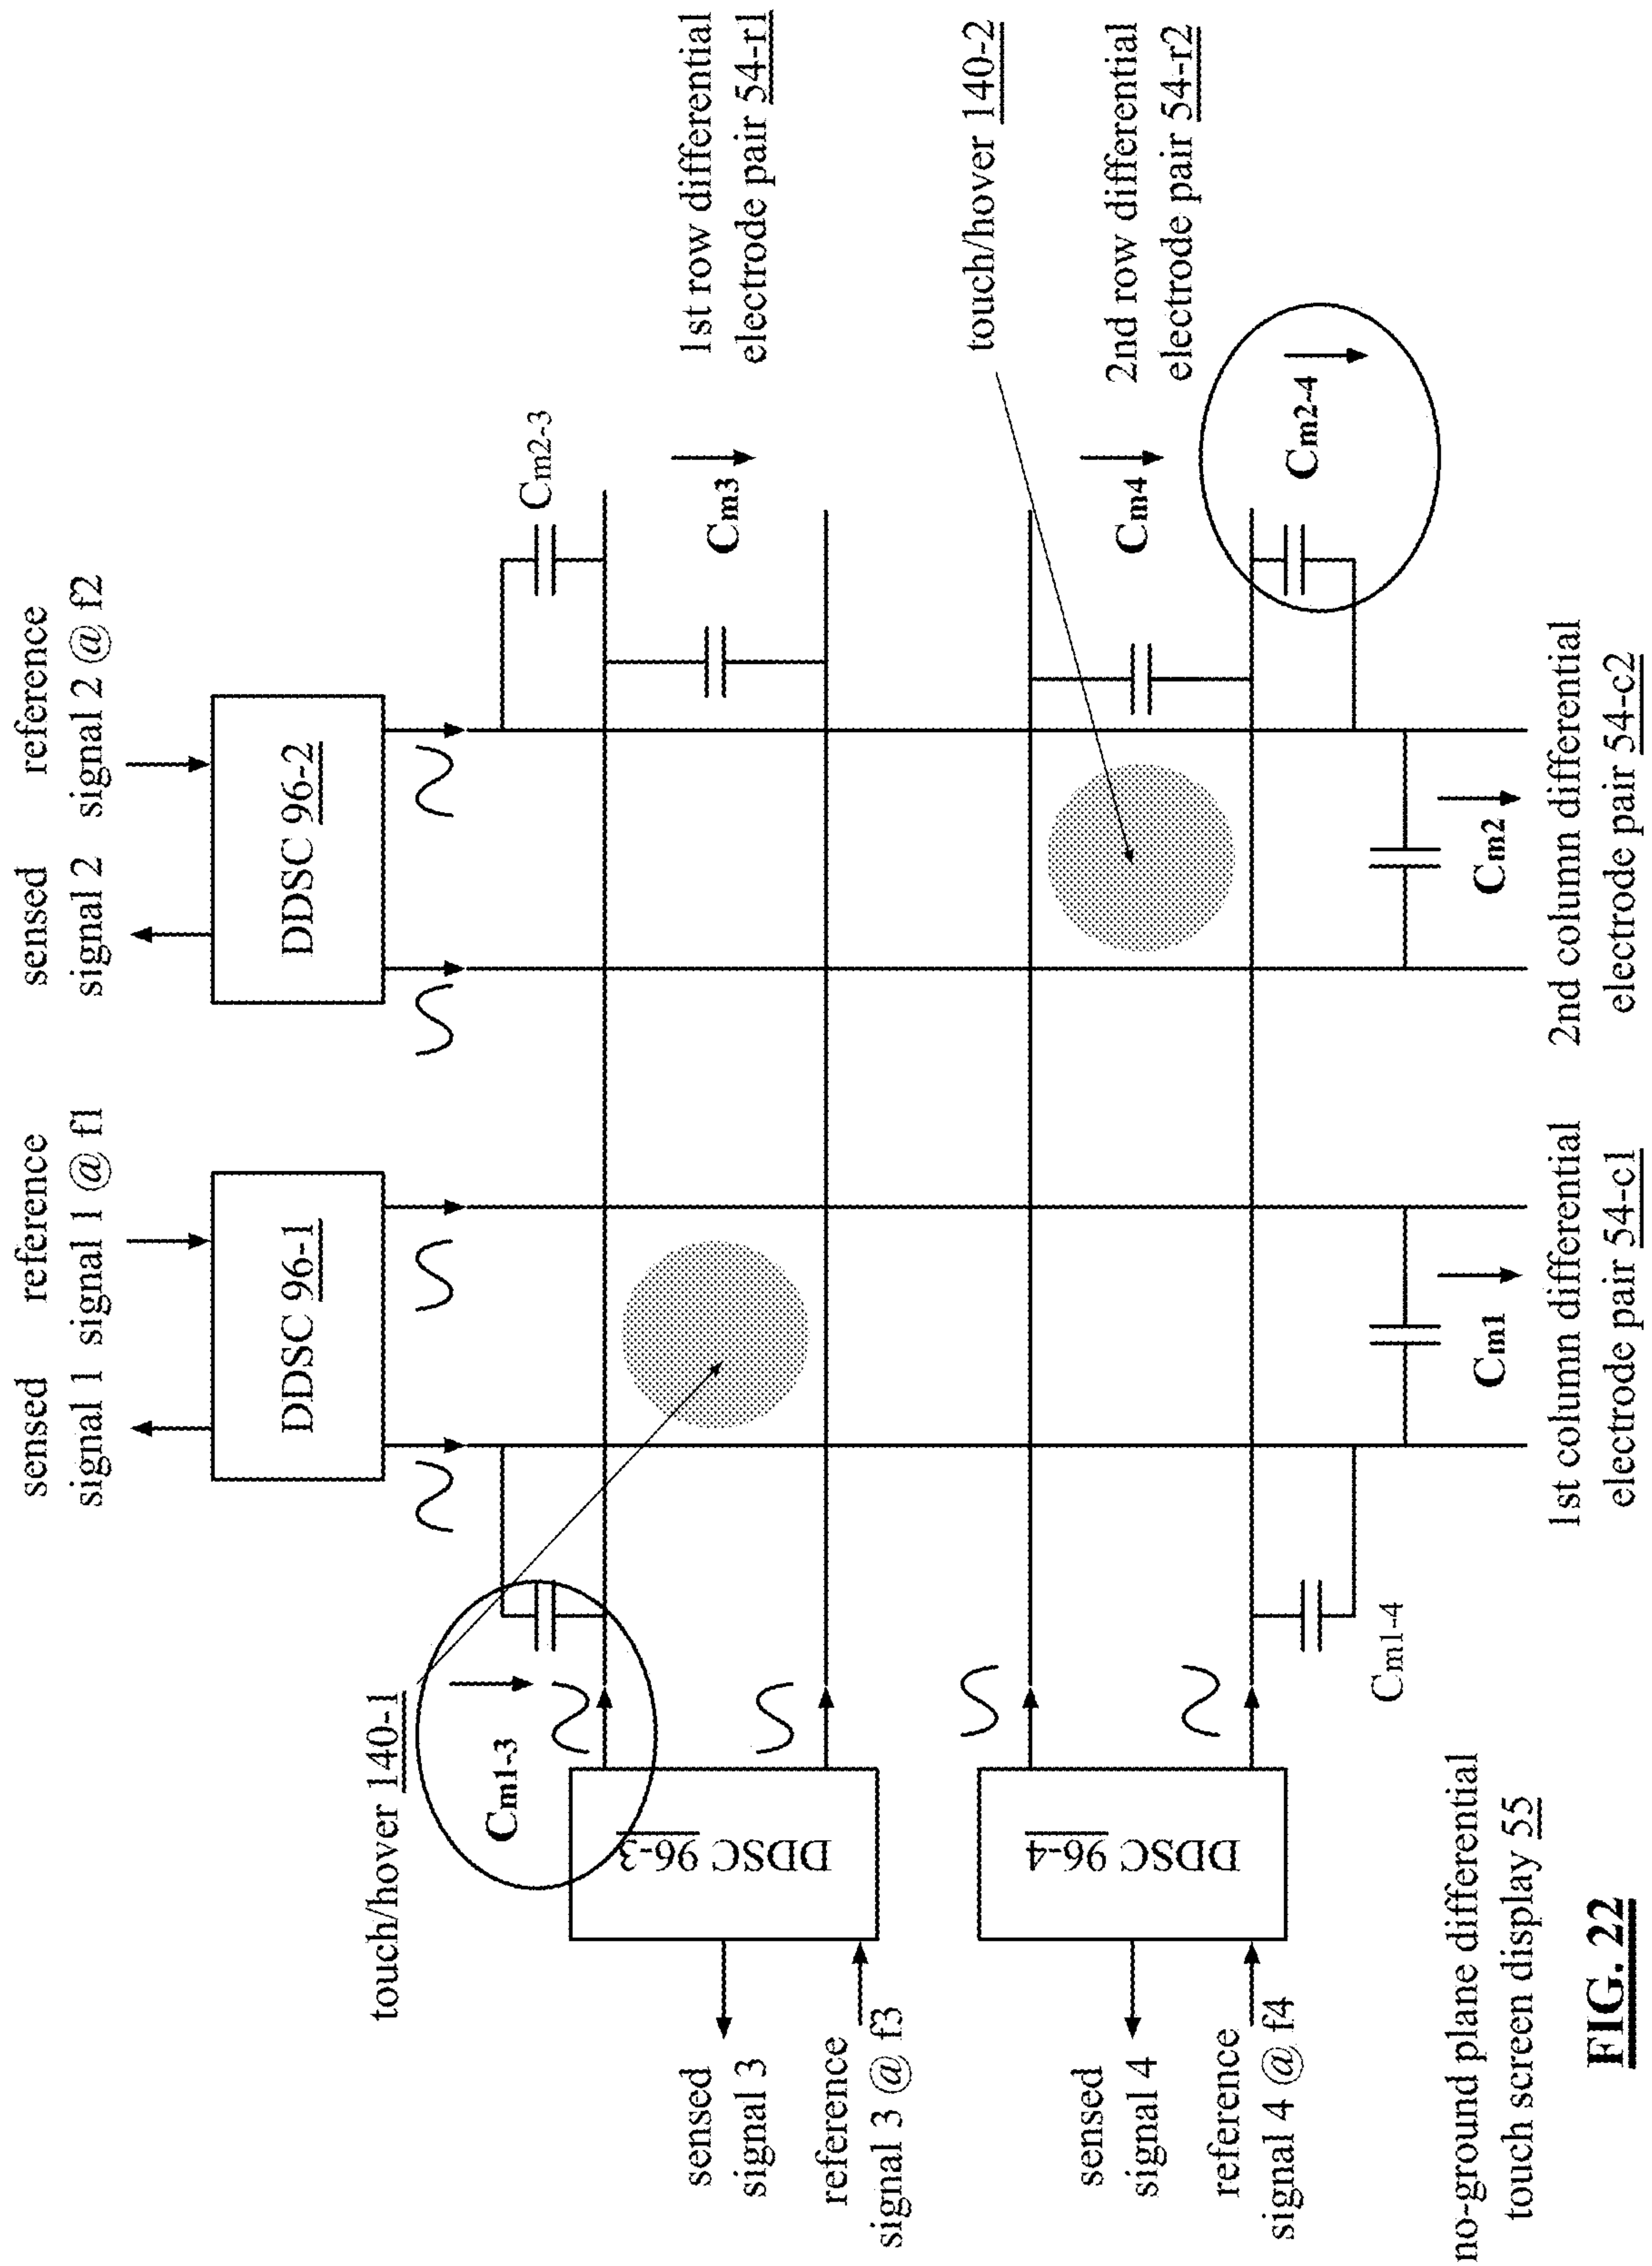 sensed
signal 1
reference
signal 1 @ f1
sensed
signal 2
reference
signal 2 @ f2
DDSC 96-1
DDSC 96-2
touch/hover 140-1
Cm1-3
Cm2-3
DDSC 96-3
sensed
signal 3
reference
signal 3 @ f3
Cm3
1st row differential
electrode pair 54-r1
touch/hover 140-2
DDSC 96-4
sensed
signal 4
reference
signal 4 @ f4
Cm4
2nd row differential
electrode pair 54-r2
Cm2-4
Cm1-4
Cm1
Cm2
no-ground plane differential
touch screen display 55
1st column differential
electrode pair 54-c1
2nd column differential
electrode pair 54-c2
FIG. 22